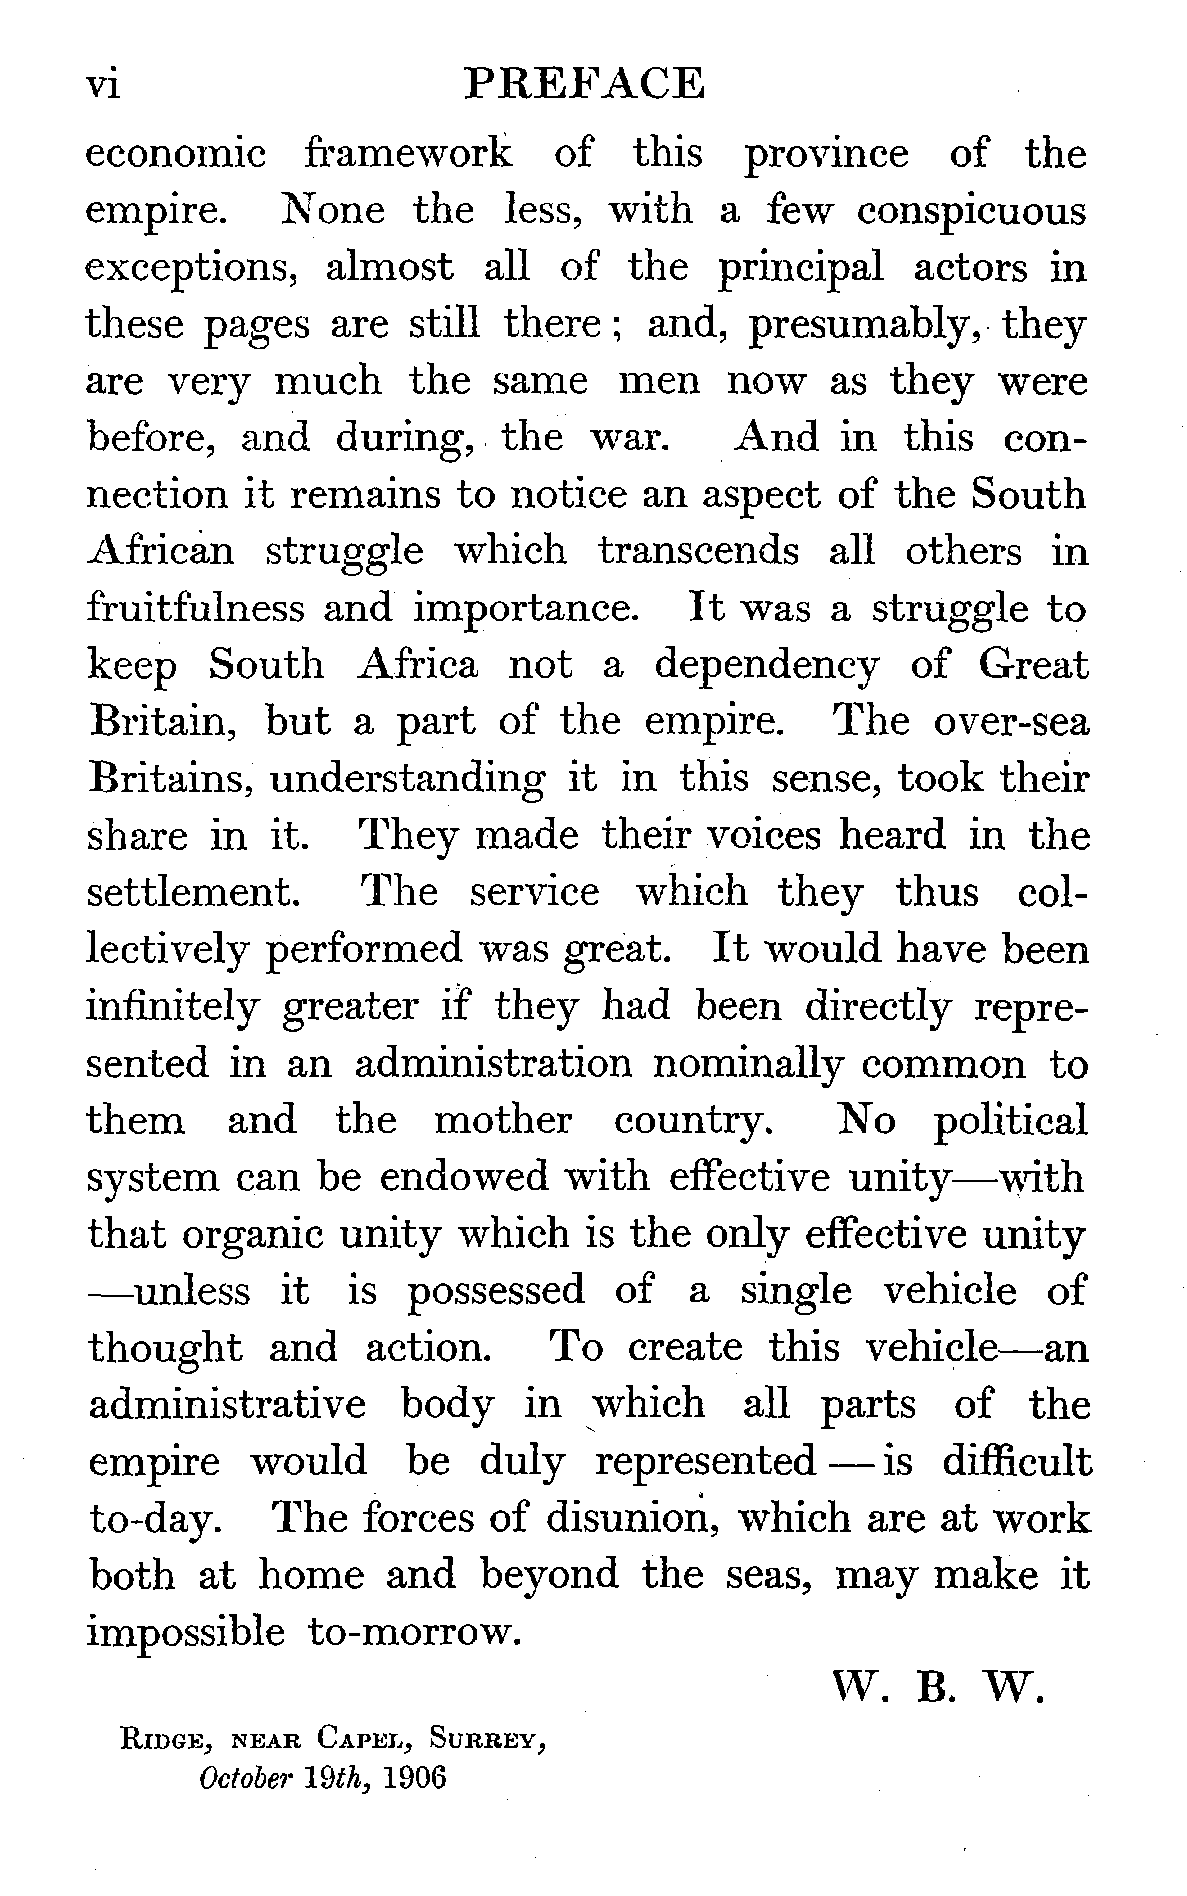 vi PREFACE
economic framework of this province of the
empire. None the less, with a few conspicuous
exceptions, almost all of the principal actors in
these pages are still there ; and, presumably, they
are very much the same men now as they were
before, and during, the war. And in this con-
nection it remains to notice an aspect of the South
African struggle which transcends all others in
fruitfulness and importance. It was a struggle to
keep South Africa not a dependency of Great
Britain, but a part of the empire. The over-sea
Britains, understanding it in this sense, took their
share in it. They made their voices heard in the
settlement. The service which they thus col-
lectively performed was great. It would have been
infinitely greater if they had been directly repre-
sented in an administration nominally common to
them and the mother country. No political
system can be endowed with effective unity—with
that organic unity which is the only effective unity
—unless it is possessed of a single vehicle of
thought and action. To create this vehicle—an
administrative body in which all parts of the
empire would be duly represented — is difficult
to-day. The forces of disunion, which are at work
both at home and beyond the seas, may make it
impossible to-morrow.
W. B. W.
Ridge, near Capel, Surrey,
October 19th, 1906